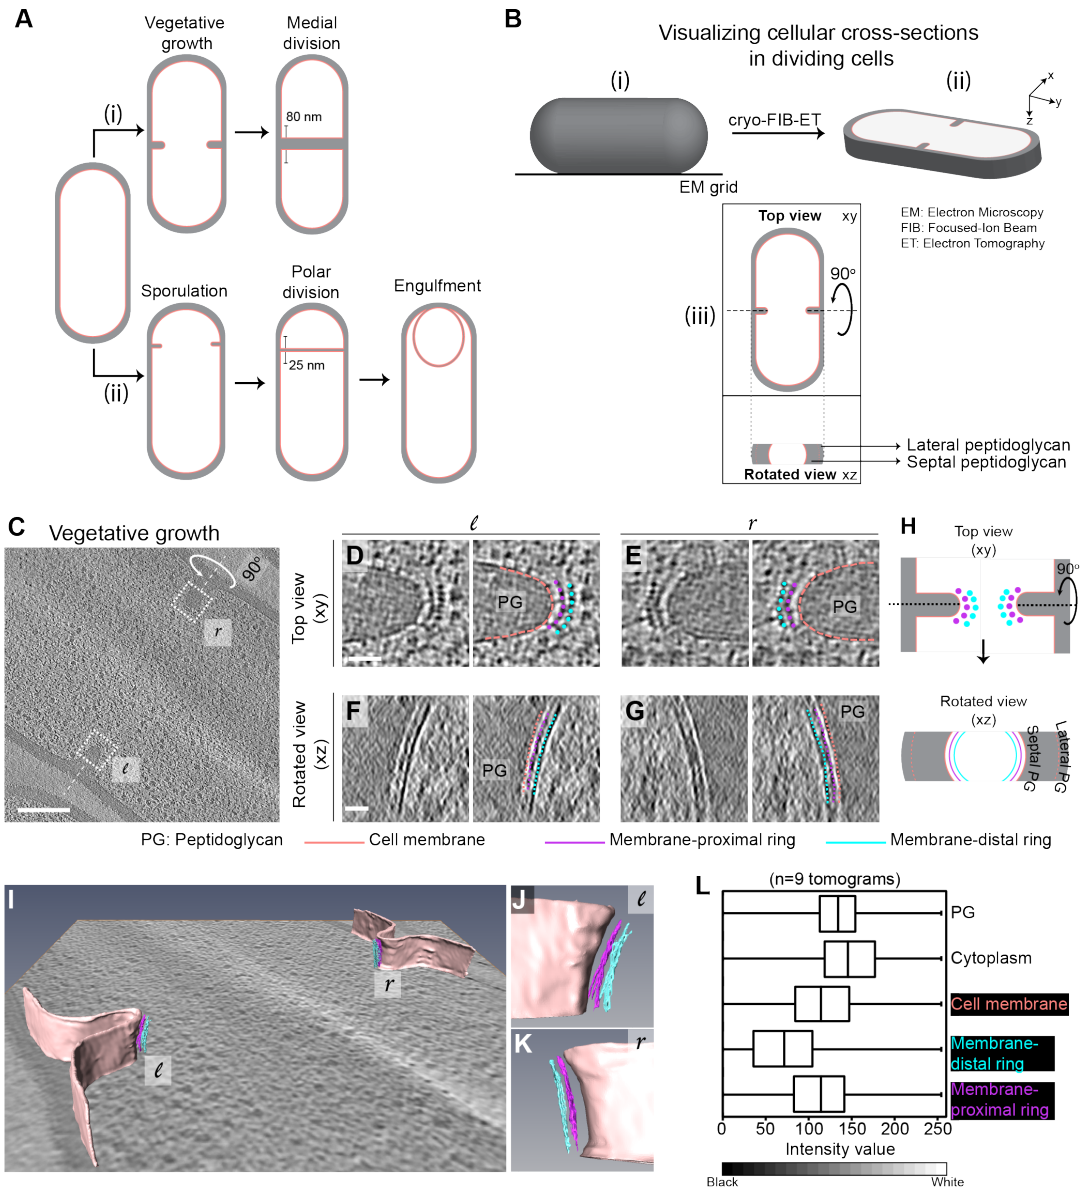 A
Vegetative
growth
Medial
division
(i)
80 nm
Sporulation
Polar
division
Engulfment
25 nm
(ii)
B
Visualizing cellular cross-sections
in dividing cells
(i)
(ii)
cryo-FIB-ET
x
y
z
EM grid
EM: Electron Microscopy
FIB: Focused-Ion Beam
ET: Electron Tomography
Top view xy
90°
(iii)
Lateral peptidoglycan
Septal peptidoglycan
Rotated view xz
C
Vegetative growth
90°
r
ℓ
ℓ
r
Top view
(xy)
D
PG
E
PG
Rotated view
(xz)
F
PG
G
PG
H
Top view
(xy)
90°
Rotated view
(xz)
Septal PG
Lateral PG
PG: Peptidoglycan
Cell membrane
Membrane-proximal ring
Membrane-distal ring
I
r
ℓ
J
ℓ
K
r
L
(n=9 tomograms)
PG
Cytoplasm
Cell membrane
Membrane-
distal ring
Membrane-
proximal ring
0 50 100 150 200 250
Intensity value
Black White